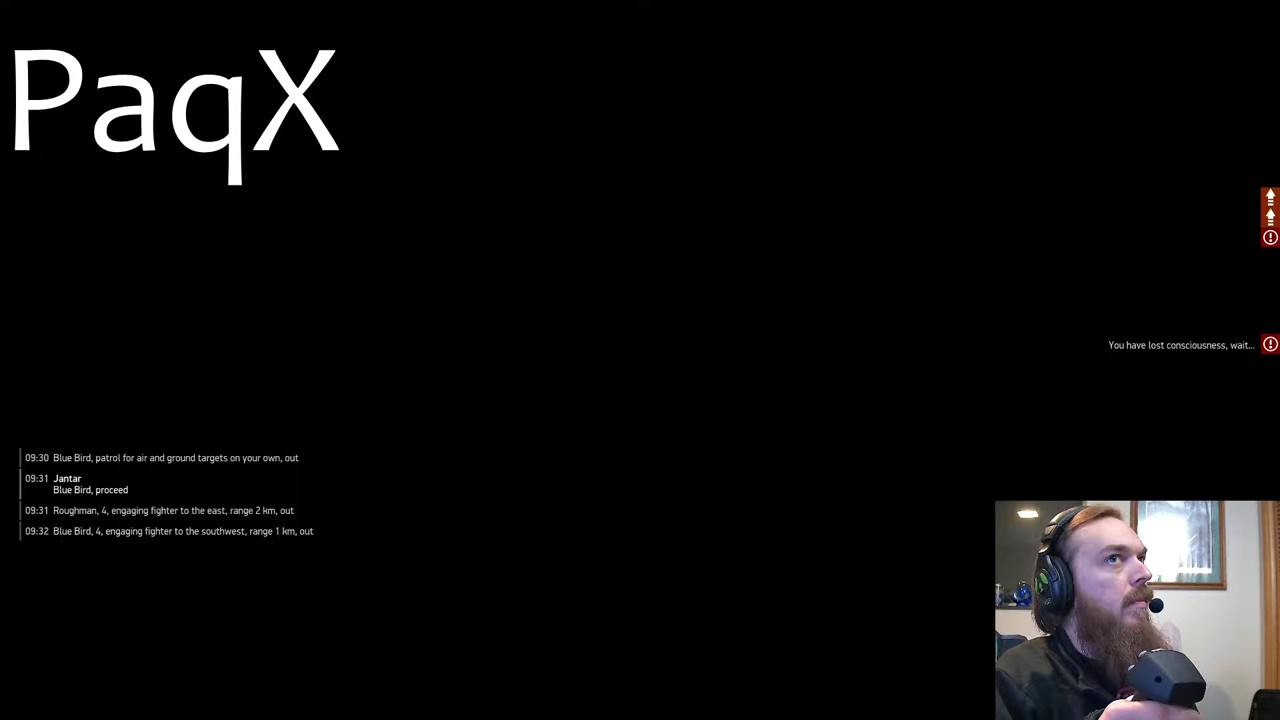 PaqX
You have lost consciousness, wait...
09:30 Blue Bird, patrol for air and ground targets on your own, out
09:31 Jantar
Blue Bird, proceed
09:31 Roughman, 4, engaging fighter to the east, range 2 km, out
09:32 Blue Bird, 4, engaging fighter to the southwest, range 1 km, out